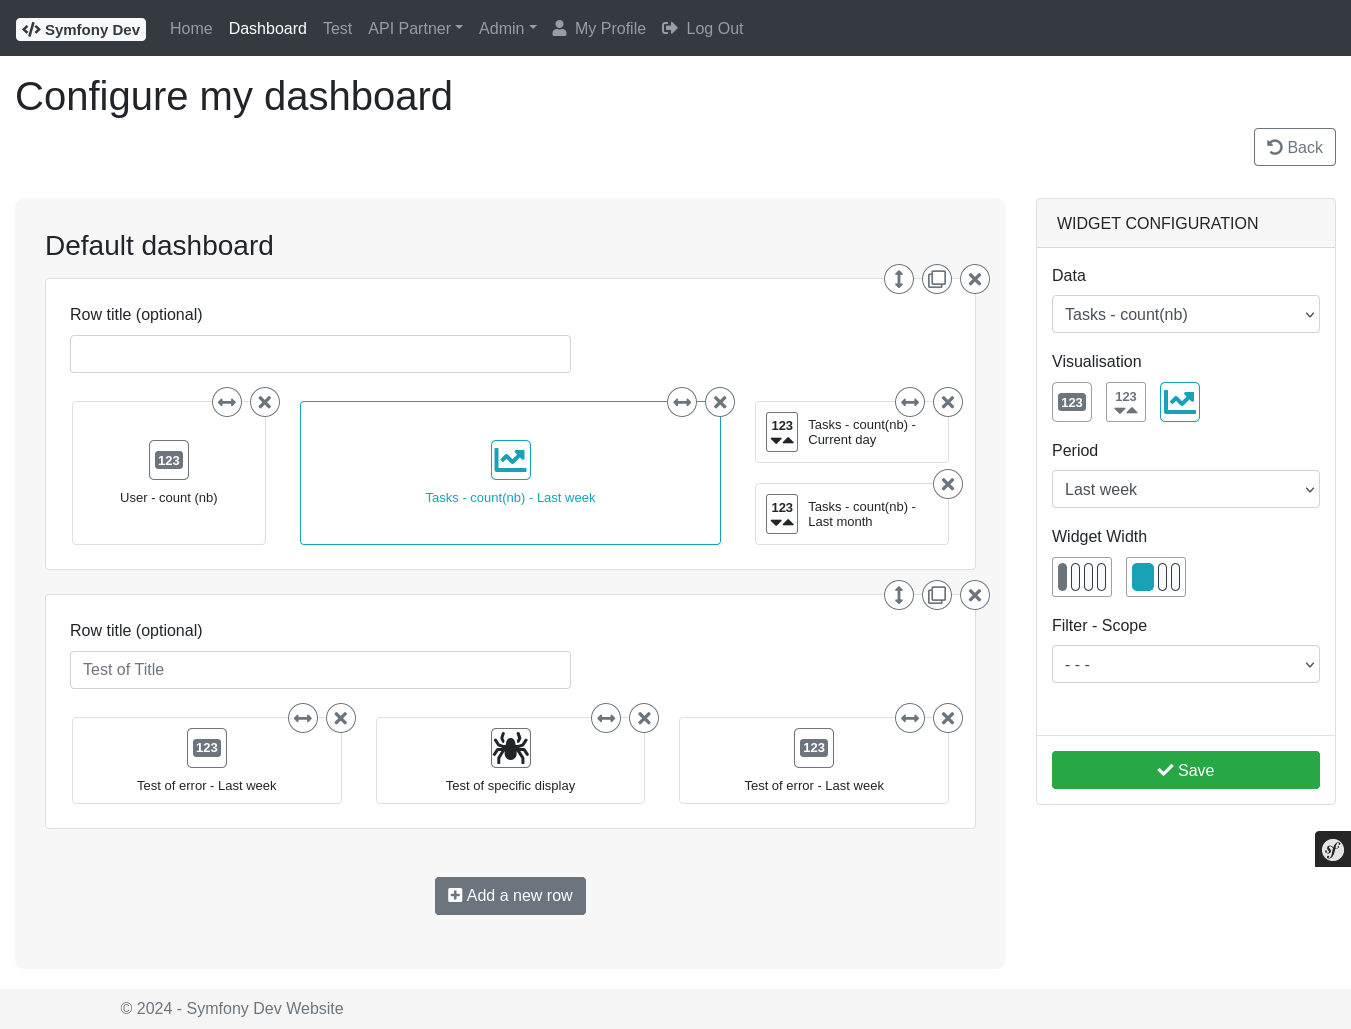 Symfony Dev Home Dashboard Test API Partner Admin My Profile Log Out
Configure my dashboard
Back
Default dashboard
Row title (optional)
123
User - count (nb)
Tasks - count(nb) - Last week
123
Tasks - count(nb) -
Current day
123
Tasks - count(nb) -
Last month
Row title (optional)
Test of Title
123
Test of error - Last week
Test of specific display
123
Test of error - Last week
Add a new row
WIDGET CONFIGURATION
Data
Tasks - count(nb)
Visualisation
123 123
Period
Last week
Widget Width
Filter - Scope
- - -
Save
sf
© 2024 - Symfony Dev Website